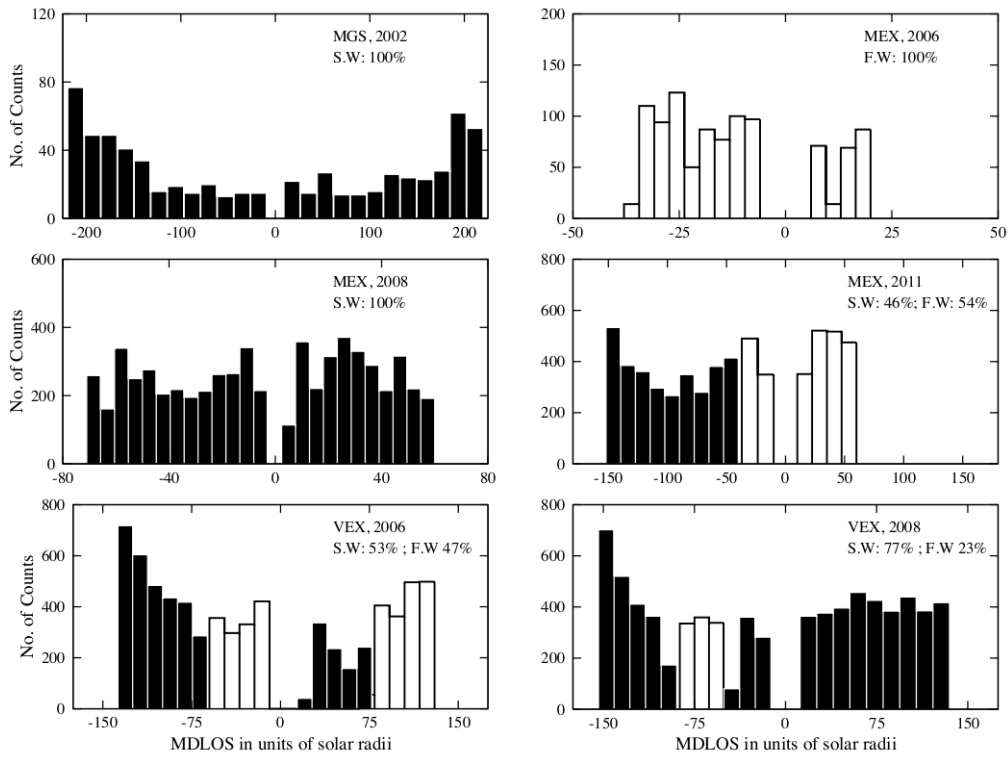 120
80
40
0
No. of Counts
MGS, 2002
S.W: 100%
-200 -100 0 100 200
200
150
100
50
0
MEX, 2006
F.W: 100%
-50 -25 0 25 50
600
400
200
0
No. of Counts
MEX, 2008
S.W: 100%
-80 -40 0 40 80
800
600
400
200
0
MEX, 2011
S.W: 46%; F.W: 54%
-150 -100 -50 0 50 100 150
800
600
400
200
0
No. of Counts
VEX, 2006
S.W: 53% ; F.W 47%
-150 -75 0 75 150
MDLOS in units of solar radii
800
600
400
200
0
VEX, 2008
S.W: 77% ; F.W 23%
-150 -75 0 75 150
MDLOS in units of solar radii